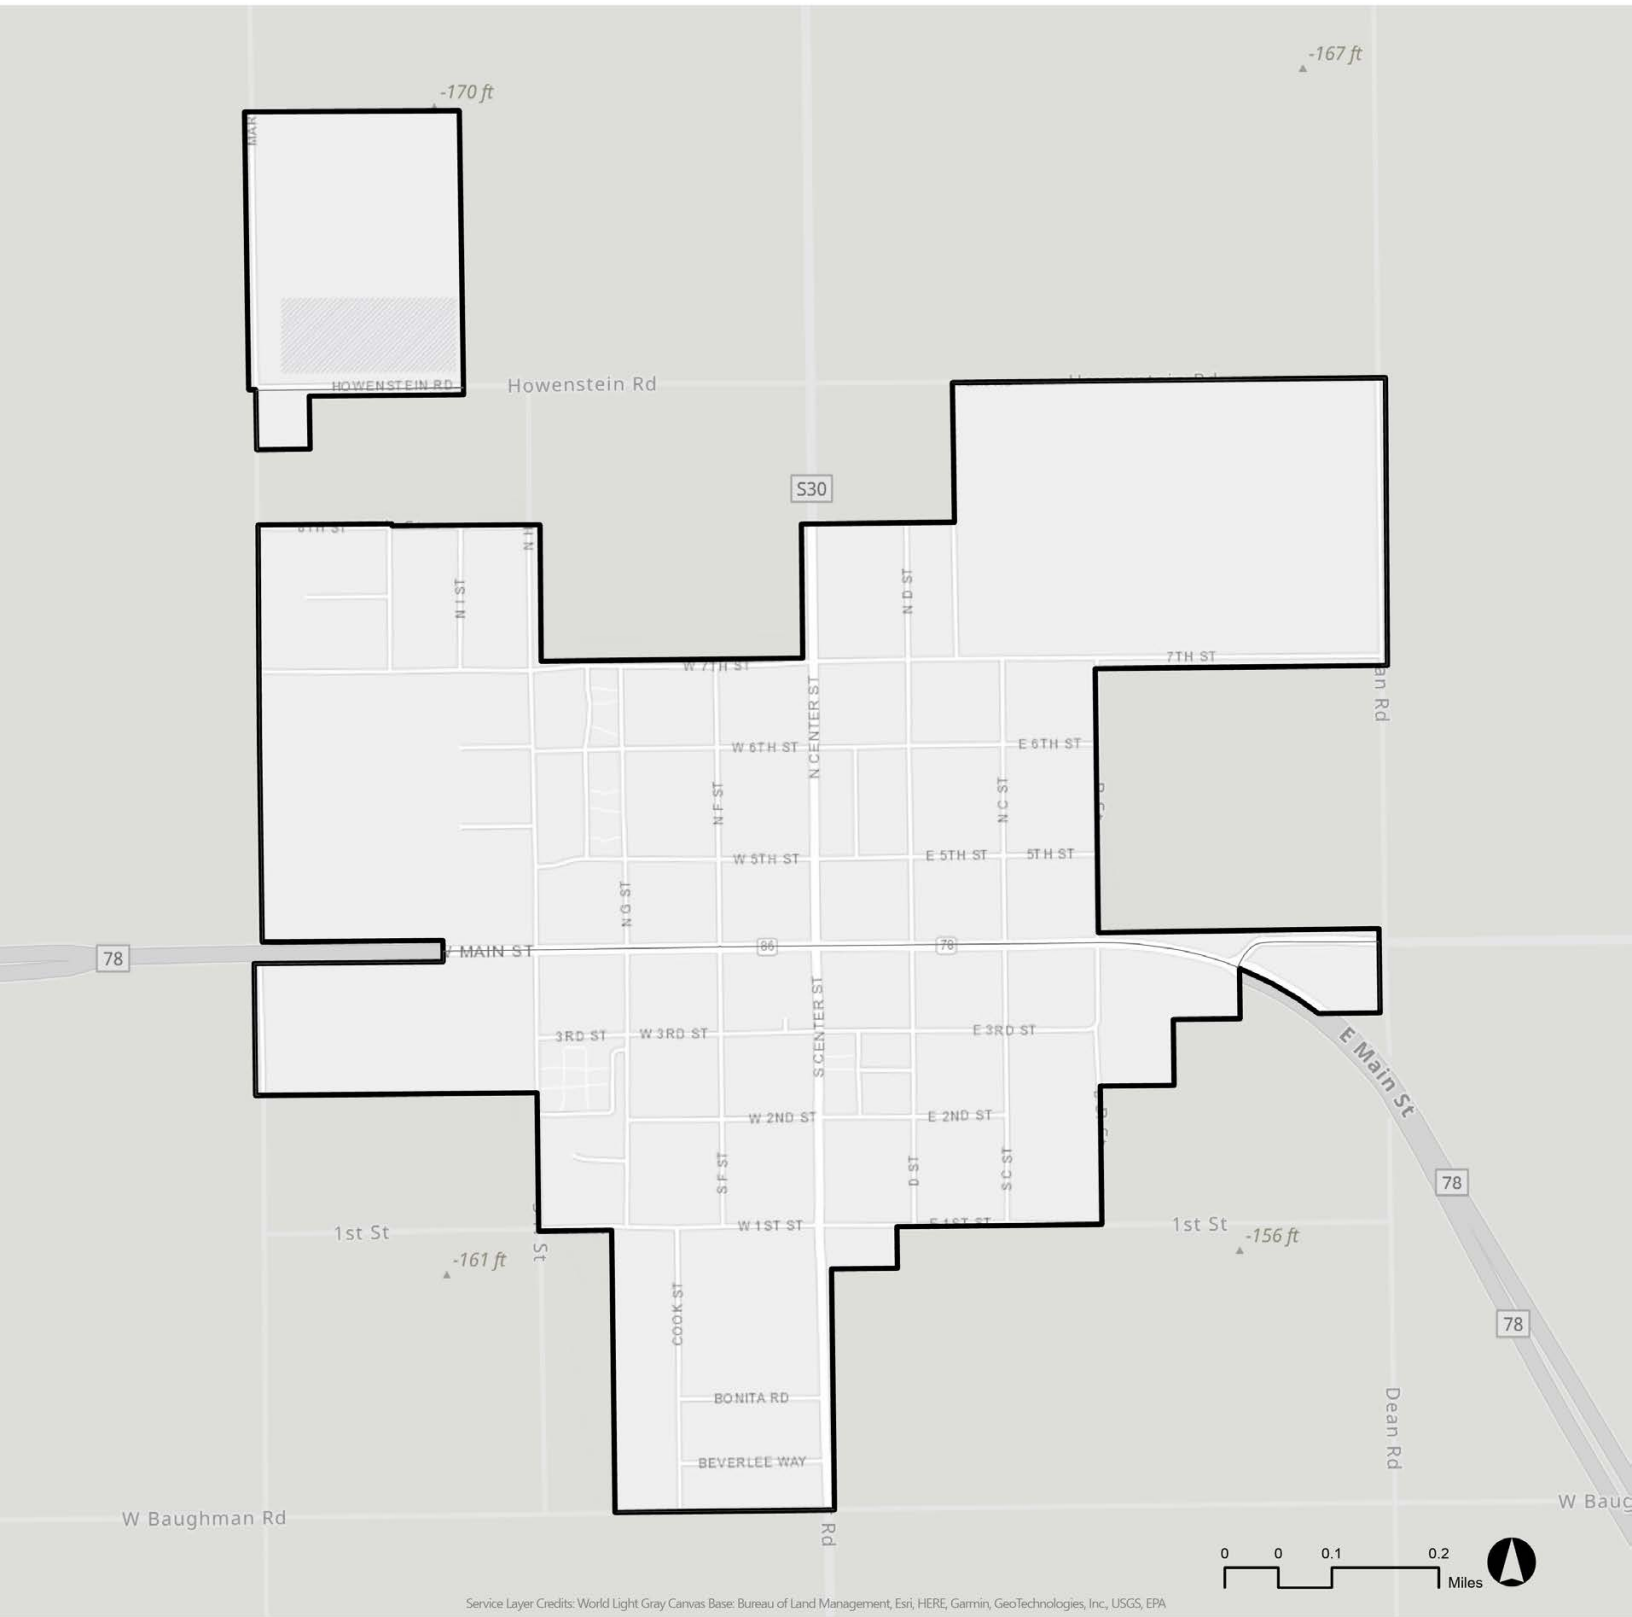 -167 ft
-170 ft
MAR
HOWENSTEIN RD
Howenstein Rd
S30
N I ST
N D ST
W 7TH ST
7TH ST
N CENTER ST
W 6TH ST
E 6TH ST
N F ST
N C ST
W 5TH ST
E 5TH ST
5TH ST
N G ST
78
MAIN ST
86
78
3RD ST
W 3RD ST
S CENTER ST
E 3RD ST
E Main St
W 2ND ST
E 2ND ST
S F ST
D ST
S C ST
78
1st St
St
W 1ST ST
E 1ST ST
1st St
-161 ft
-156 ft
COOK ST
78
BONITA RD
Dean Rd
BEVERLEE WAY
W Baughman Rd
Rd
W Baug
0 0 0.1 0.2
Miles
Service Layer Credits: World Light Gray Canvas Base: Bureau of Land Management, Esri, HERE, Garmin, GeoTechnologies, Inc., USGS, EPA